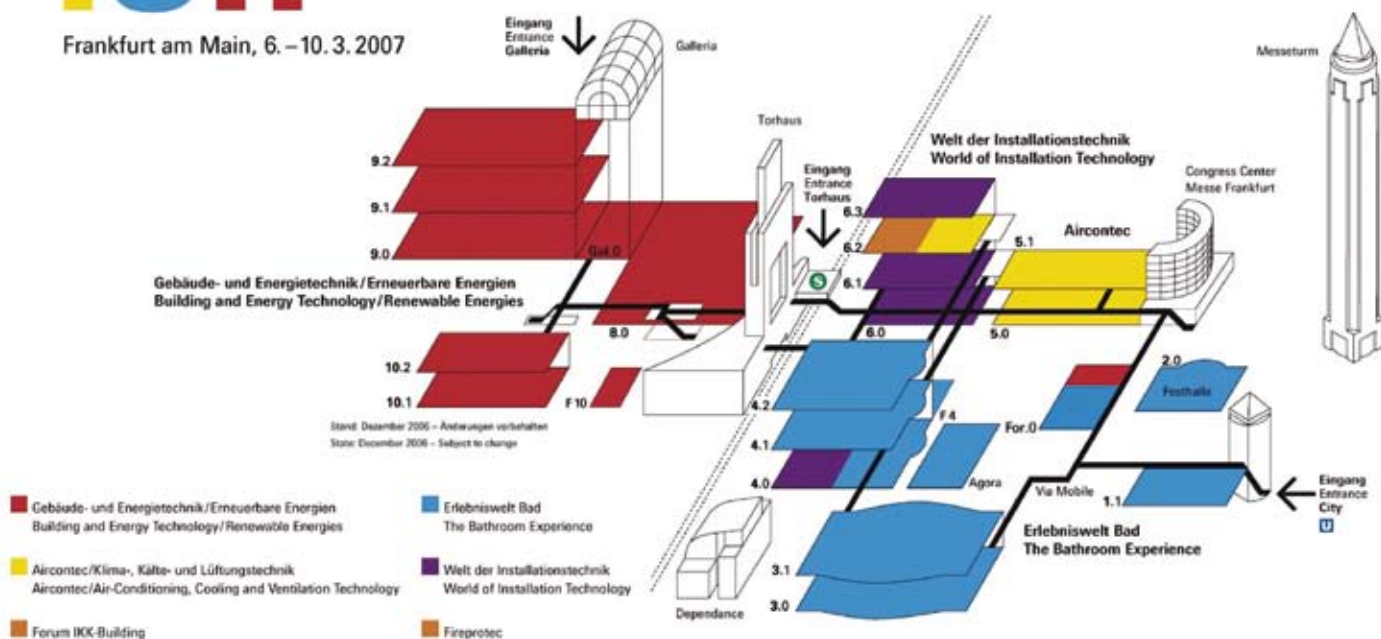 Frankfurt am Main, 6. – 10. 3. 2007
Eingang
Entrance
Galleria
Galleria
Messeturm
Torhaus
Welt der Installationstechnik
World of Installation Technology
Eingang
Entrance
Torhaus
Congress Center
Messe Frankfurt
9.2
9.1
9.0
Gal.0
6.3
6.2
6.1
6.0
5.1
Aircontec
5.0
S
Gebäude- und Energietechnik/Erneuerbare Energien
Building and Energy Technology/Renewable Energies
8.0
10.2
10.1
F 10
2.0
Festhalle
4.2
4.1
4.0
F 4
For.0
Agora
Via Mobile
1.1
Eingang
Entrance
City
U
Stand: Dezember 2006 – Änderungen vorbehalten
State: December 2006 – Subject to change
Erlebniswelt Bad
The Bathroom Experience
3.1
3.0
Dependance
Gebäude- und Energietechnik/Erneuerbare Energien
Building and Energy Technology/Renewable Energies
Aircontec/Klima-, Kälte- und Lüftungstechnik
Aircontec/Air-Conditioning, Cooling and Ventilation Technology
Forum IKK-Building
Erlebniswelt Bad
The Bathroom Experience
Welt der Installationstechnik
World of Installation Technology
Fireprotec